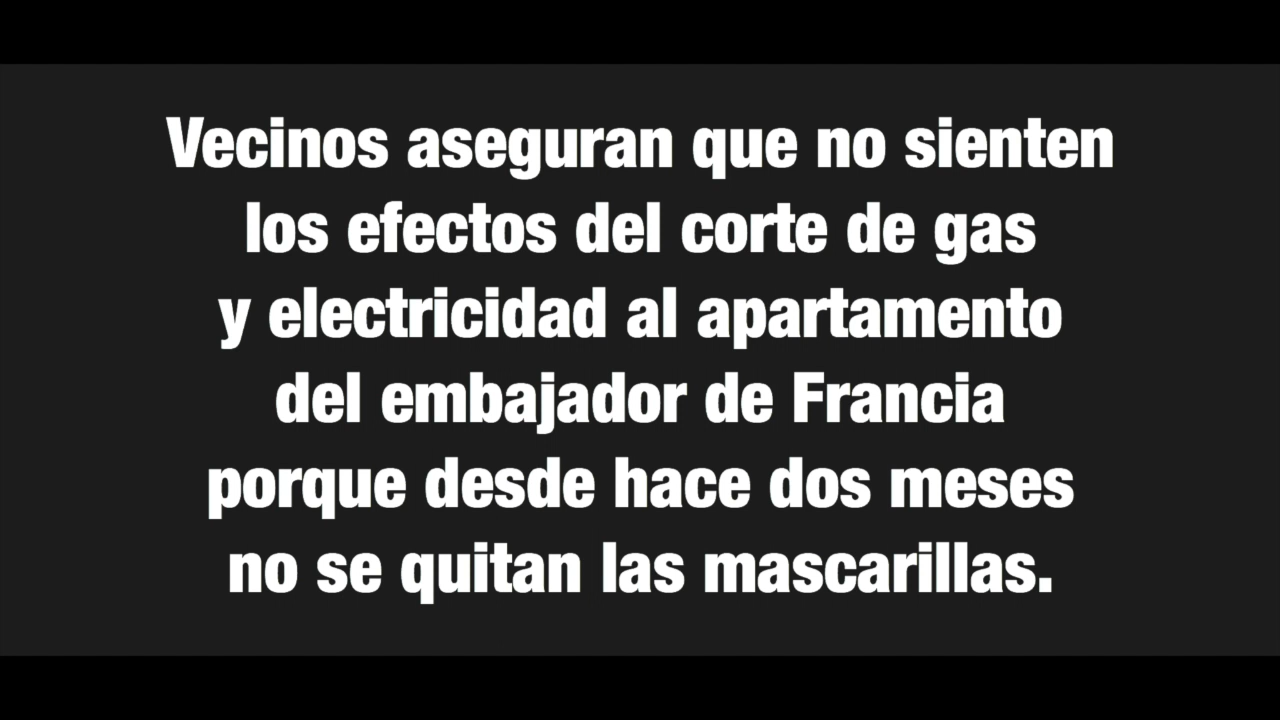 Vecinos aseguran que no sienten
los efectos del corte de gas
y electricidad al apartamento
del embajador de Francia
porque desde hace dos meses
no se quitan las mascarillas.